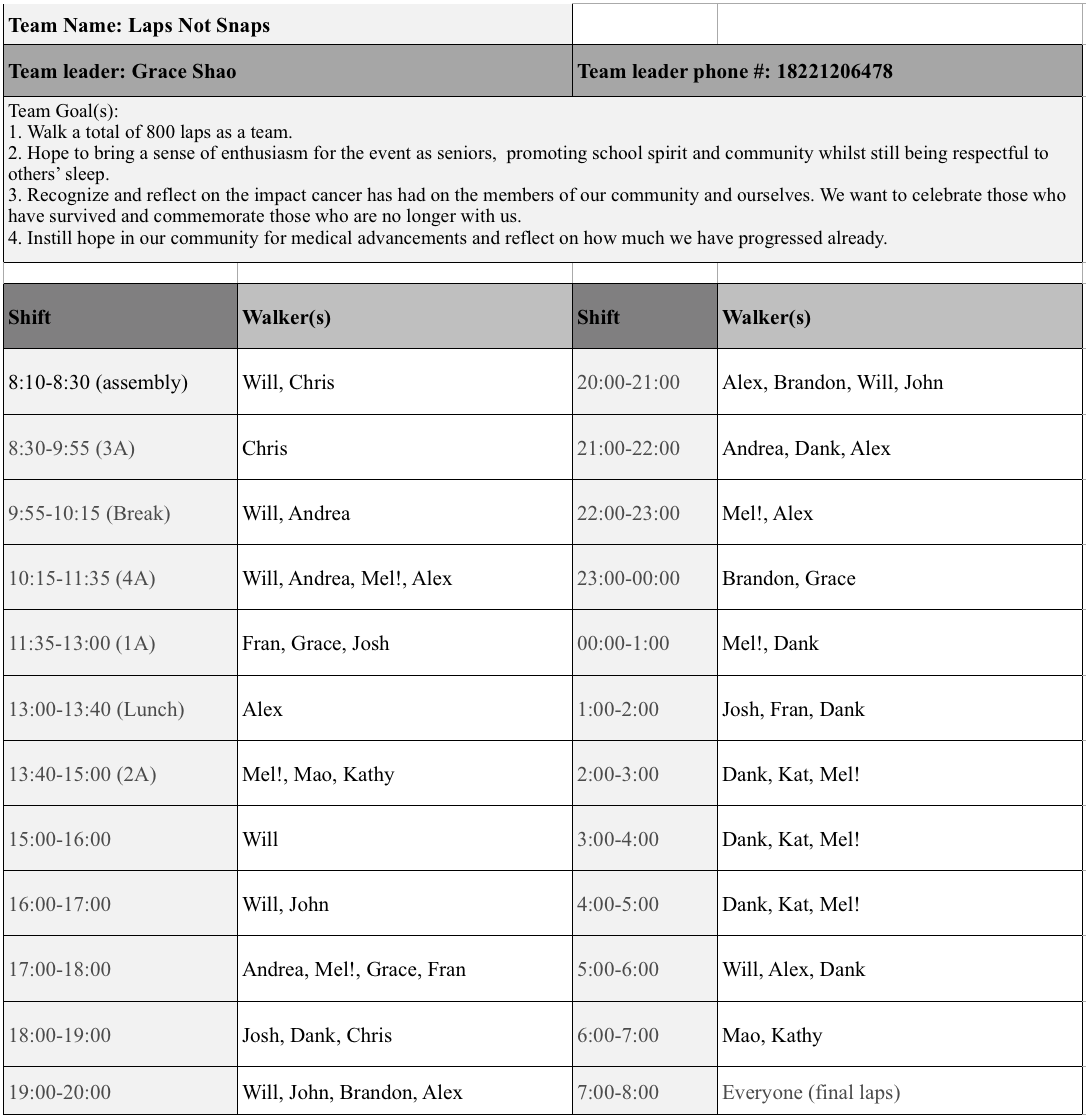 Team Name: Laps Not Snaps
Team leader: Grace Shao
Team leader phone #: 18221206478
Team Goal(s):
1. Walk a total of 800 laps as a team.
2. Hope to bring a sense of enthusiasm for the event as seniors,  promoting school spirit and community whilst still being respectful to
others’ sleep.
3. Recognize and reflect on the impact cancer has had on the members of our community and ourselves. We want to celebrate those who
have survived and commemorate those who are no longer with us.
4. Instill hope in our community for medical advancements and reflect on how much we have progressed already.
Shift Walker(s) Shift Walker(s)
8:10-8:30 (assembly) Will, Chris 20:00-21:00 Alex, Brandon, Will, John
8:30-9:55 (3A) Chris 21:00-22:00 Andrea, Dank, Alex
9:55-10:15 (Break) Will, Andrea 22:00-23:00 Mel!, Alex
10:15-11:35 (4A) Will, Andrea, Mel!, Alex 23:00-00:00 Brandon, Grace
11:35-13:00 (1A) Fran, Grace, Josh 00:00-1:00 Mel!, Dank
13:00-13:40 (Lunch) Alex 1:00-2:00 Josh, Fran, Dank
13:40-15:00 (2A) Mel!, Mao, Kathy 2:00-3:00 Dank, Kat, Mel!
15:00-16:00 Will 3:00-4:00 Dank, Kat, Mel!
16:00-17:00 Will, John 4:00-5:00 Dank, Kat, Mel!
17:00-18:00 Andrea, Mel!, Grace, Fran 5:00-6:00 Will, Alex, Dank
18:00-19:00 Josh, Dank, Chris 6:00-7:00 Mao, Kathy
19:00-20:00 Will, John, Brandon, Alex 7:00-8:00 Everyone (final laps)